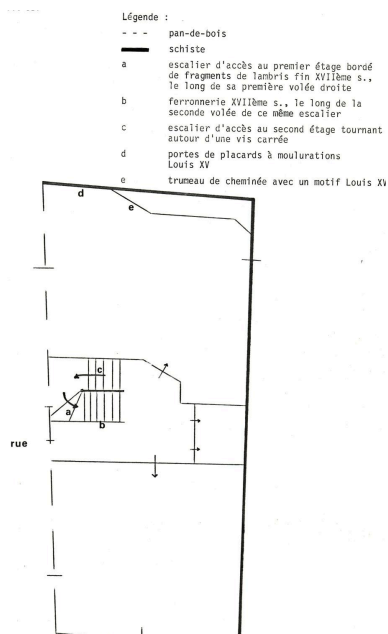 Légende :
- - - pan-de-bois
schiste
a escalier d'accès au premier étage bordé
de fragments de lambris fin XVIIème s.,
le long de sa première volée droite
b ferronnerie XVIIème s., le long de la
seconde volée de ce même escalier
c escalier d'accès au second étage tournant
autour d'une vis carrée
d portes de placards à moulurations
Louis XV
e trumeau de cheminée avec un motif Louis XV
d
e
c
a
b
rue